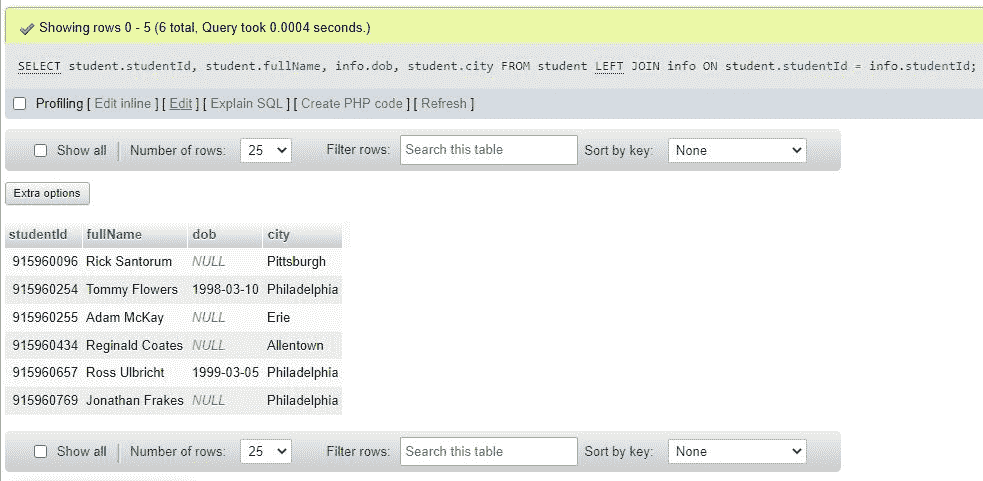 Showing rows 0 - 5 (6 total, Query took 0.0004 seconds.)
SELECT student.studentId, student.fullName, info.dob, student.city FROM student LEFT JOIN info ON student.studentId = info.studentId;
Profiling [ Edit inline ] [ Edit ] [ Explain SQL ] [ Create PHP code ] [ Refresh ]
Show all Number of rows: 25 Filter rows: Search this table Sort by key: None
Extra options
studentId fullName dob city
915960096 Rick Santorum NULL Pittsburgh
915960254 Tommy Flowers 1998-03-10 Philadelphia
915960255 Adam McKay NULL Erie
915960434 Reginald Coates NULL Allentown
915960657 Ross Ulbricht 1999-03-05 Philadelphia
915960769 Jonathan Frakes NULL Philadelphia
Show all Number of rows: 25 Filter rows: Search this table Sort by key: None